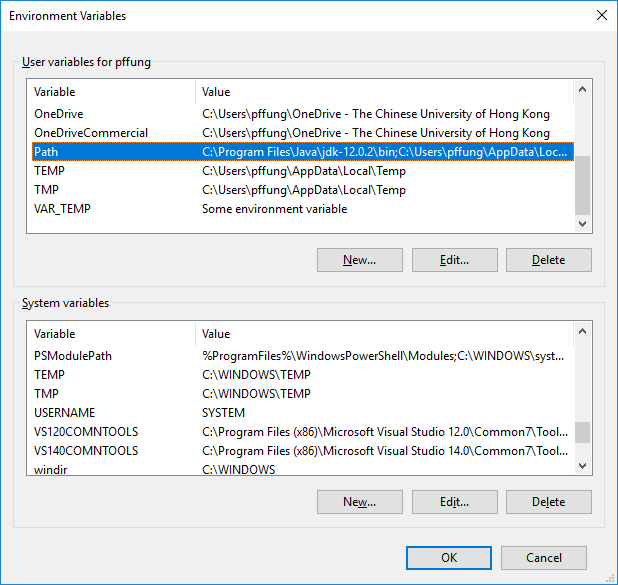 Environment Variables
User variables for pffung
Variable Value
OneDrive C:\Users\pffung\OneDrive - The Chinese University of Hong Kong
OneDriveCommercial C:\Users\pffung\OneDrive - The Chinese University of Hong Kong
Path C:\Program Files\Java\jdk-12.0.2\bin;C:\Users\pffung\AppData\Loc...
TEMP C:\Users\pffung\AppData\Local\Temp
TMP C:\Users\pffung\AppData\Local\Temp
VAR_TEMP Some environment variable
New... Edit... Delete
System variables
Variable Value
PSModulePath %ProgramFiles%\WindowsPowerShell\Modules;C:\WINDOWS\syst...
TEMP C:\WINDOWS\TEMP
TMP C:\WINDOWS\TEMP
USERNAME SYSTEM
VS120COMNTOOLS C:\Program Files (x86)\Microsoft Visual Studio 12.0\Common7\Tool...
VS140COMNTOOLS C:\Program Files (x86)\Microsoft Visual Studio 14.0\Common7\Tool...
windir C:\WINDOWS
New... Edit... Delete
OK Cancel